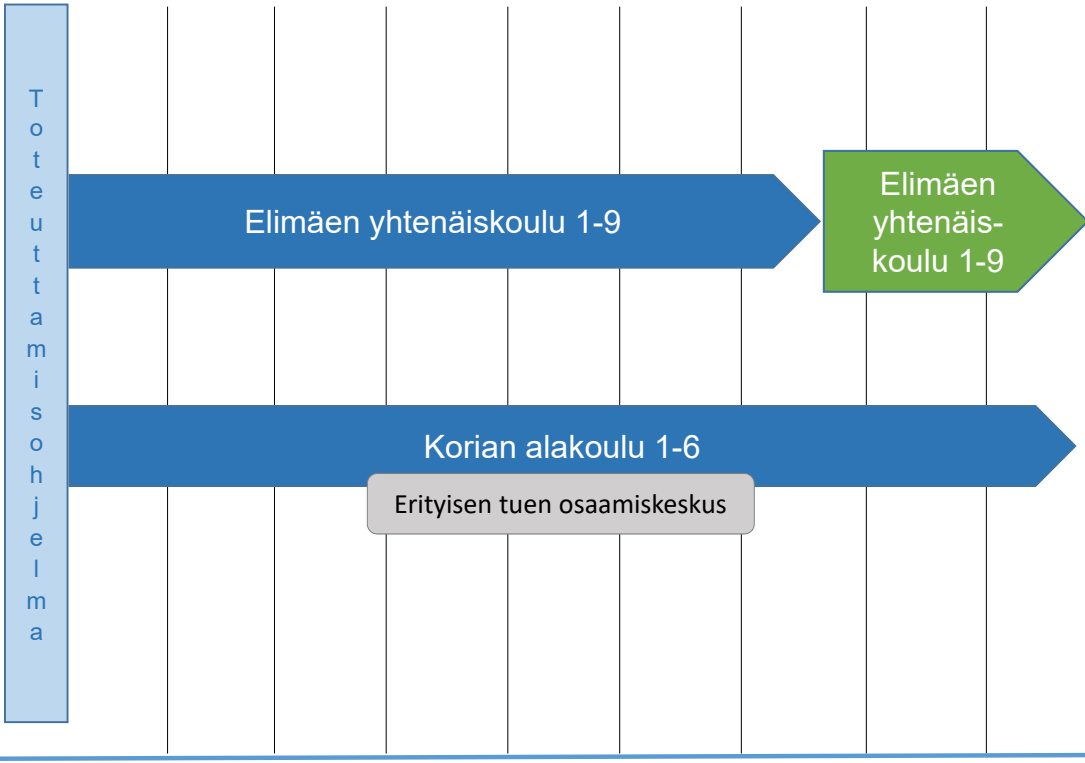 Toteuttamisohjelma
Elimäen yhtenäiskoulu 1-9
Elimäen
yhtenäis-
koulu 1-9
Korian alakoulu 1-6
Erityisen tuen osaamiskeskus